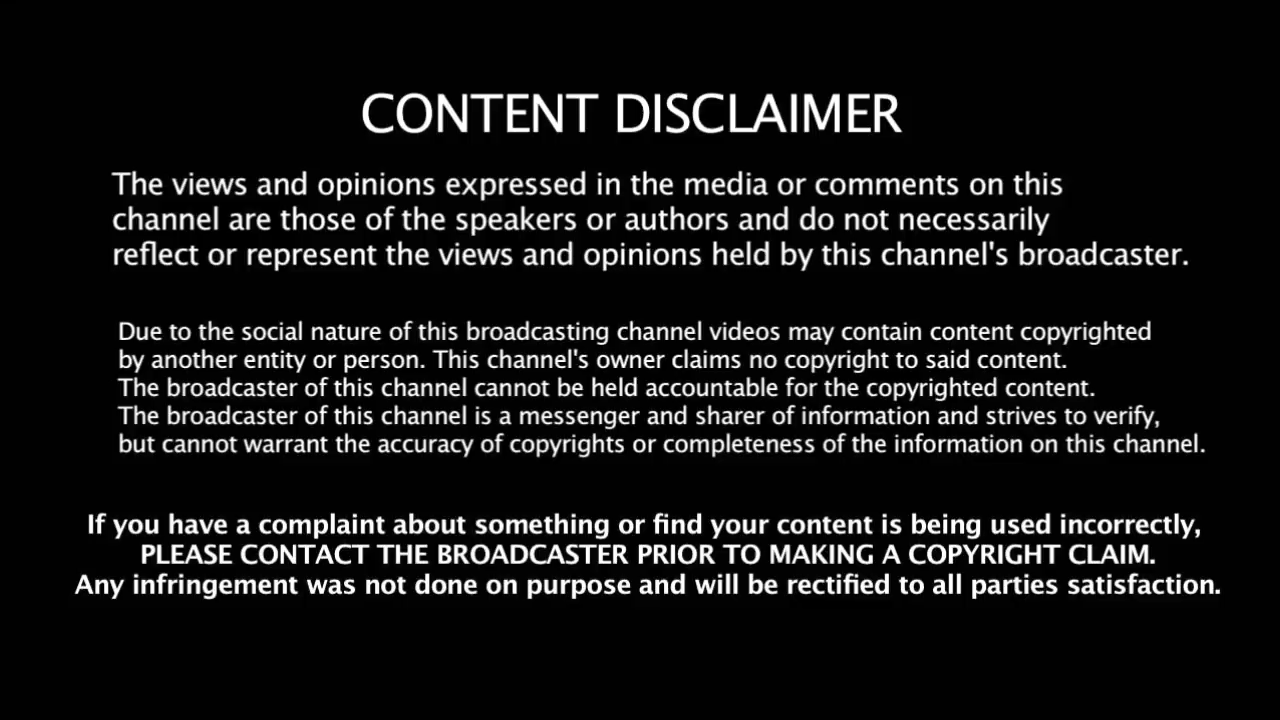 CONTENT DISCLAIMER
The views and opinions expressed in the media or comments on this
channel are those of the speakers or authors and do not necessarily
reflect or represent the views and opinions held by this channel's broadcaster.
Due to the social nature of this broadcasting channel videos may contain content copyrighted
by another entity or person. This channel's owner claims no copyright to said content.
The broadcaster of this channel cannot be held accountable for the copyrighted content.
The broadcaster of this channel is a messenger and sharer of information and strives to verify,
but cannot warrant the accuracy of copyrights or completeness of the information on this channel.
If you have a complaint about something or find your content is being used incorrectly,
PLEASE CONTACT THE BROADCASTER PRIOR TO MAKING A COPYRIGHT CLAIM.
Any infringement was not done on purpose and will be rectified to all parties satisfaction.